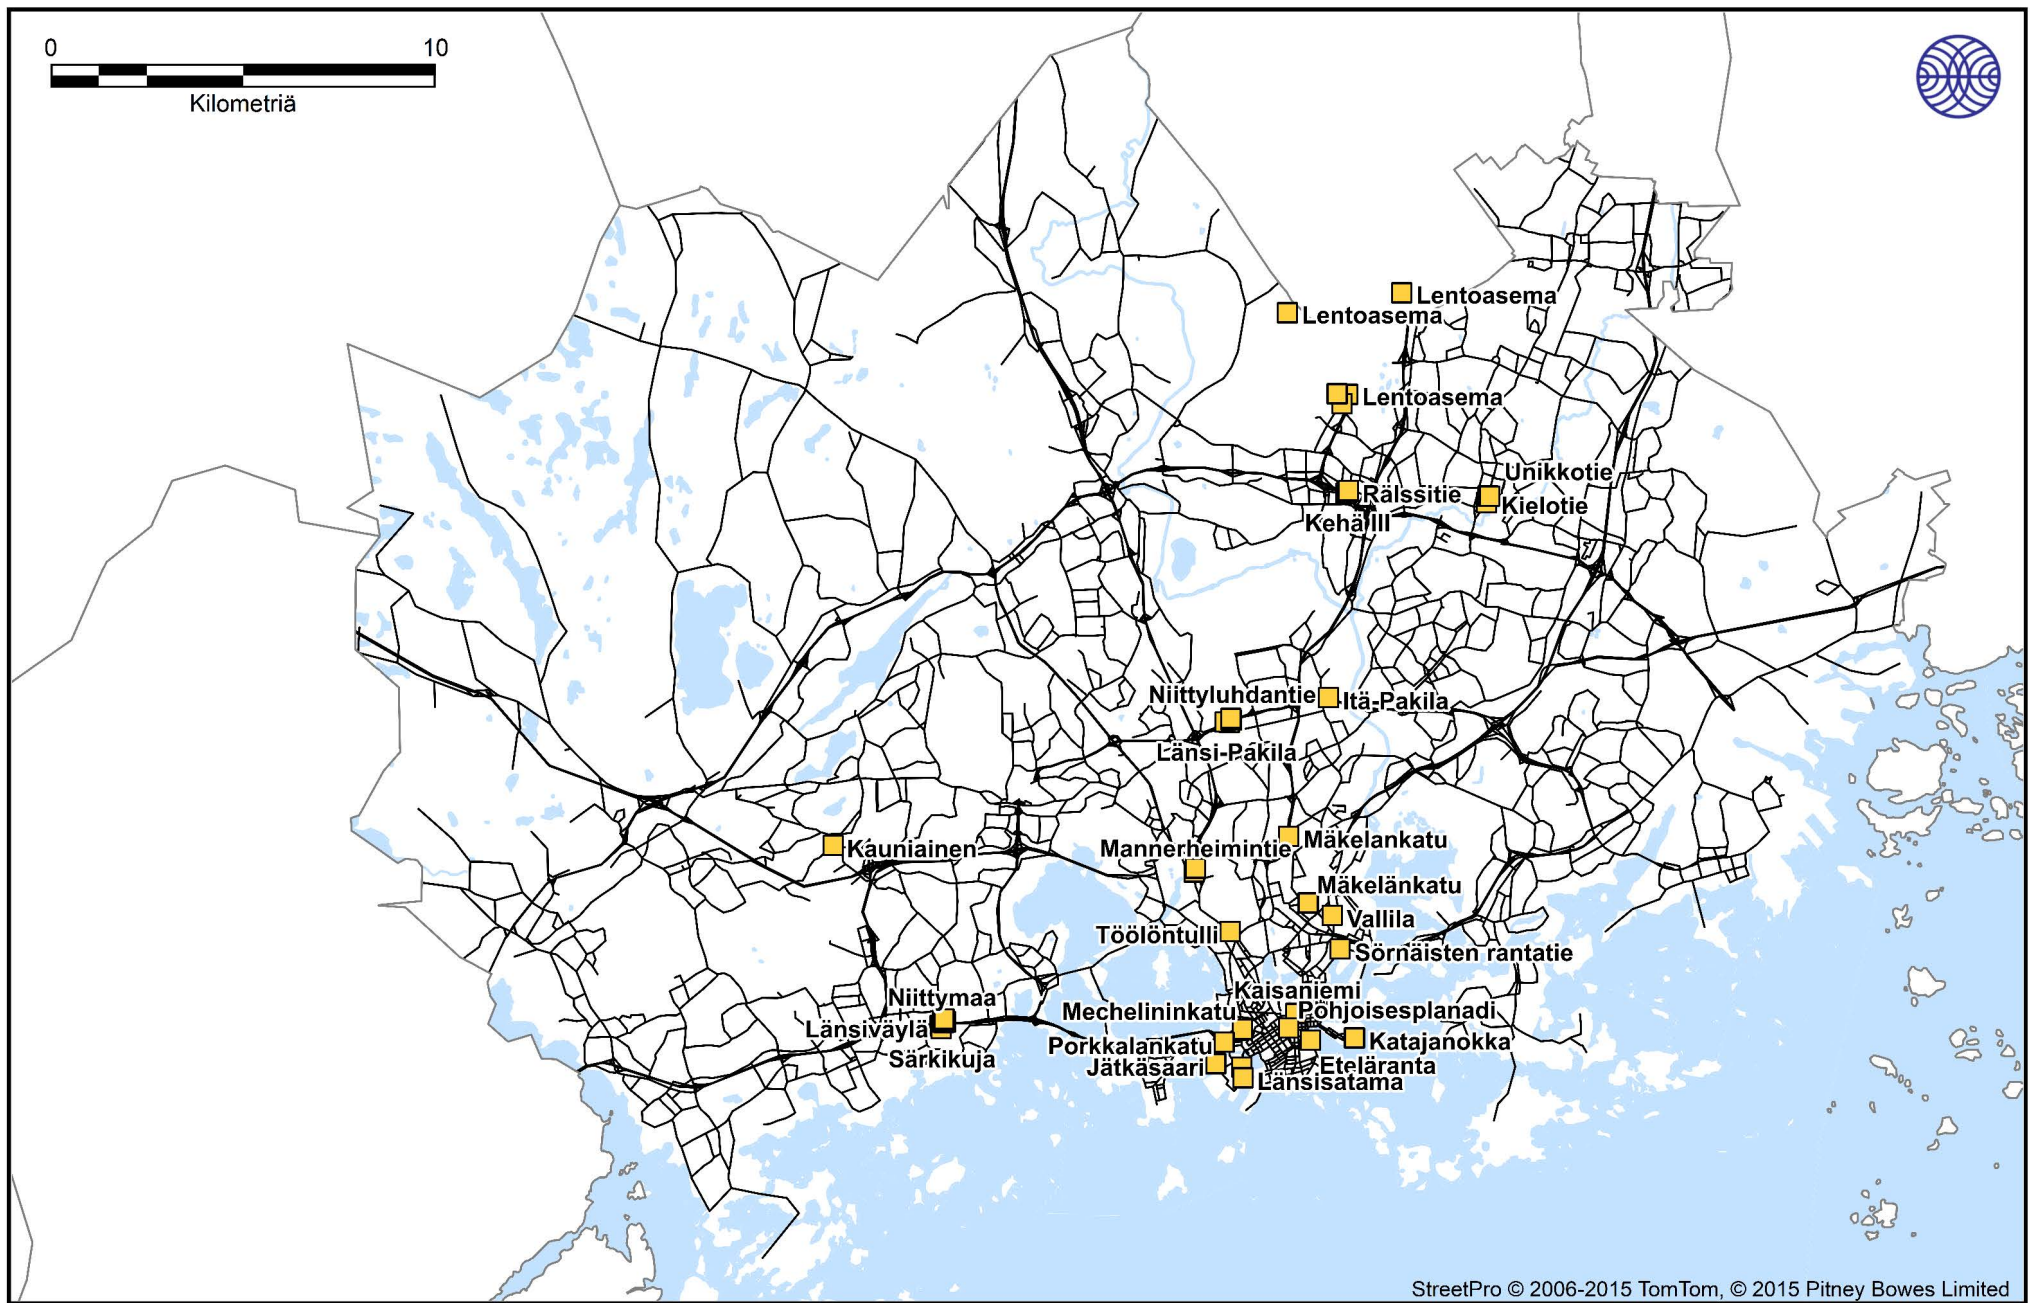 0 10
Kilometriä
Lentoasema
Lentoasema
Lentoasema
Unikkotie
Rälssitie
Kielotie
Kehä III
Niittyluhdantie
Itä-Pakila
Länsi-Pakila
Mäkelankatu
Mannerheimintie
Kauniainen
Mäkelänkatu
Vallila
Töölöntulli
Sörnäisten rantatie
Kaisaniemi
Niittymaa
Mechelininkatu
Pohjoisesplanadi
Länsiväylä
Katajanokka
Porkkalankatu
Särkikuja
Jätkäsaari
Eteläranta
Länsisatama
StreetPro © 2006-2015 TomTom, © 2015 Pitney Bowes Limited